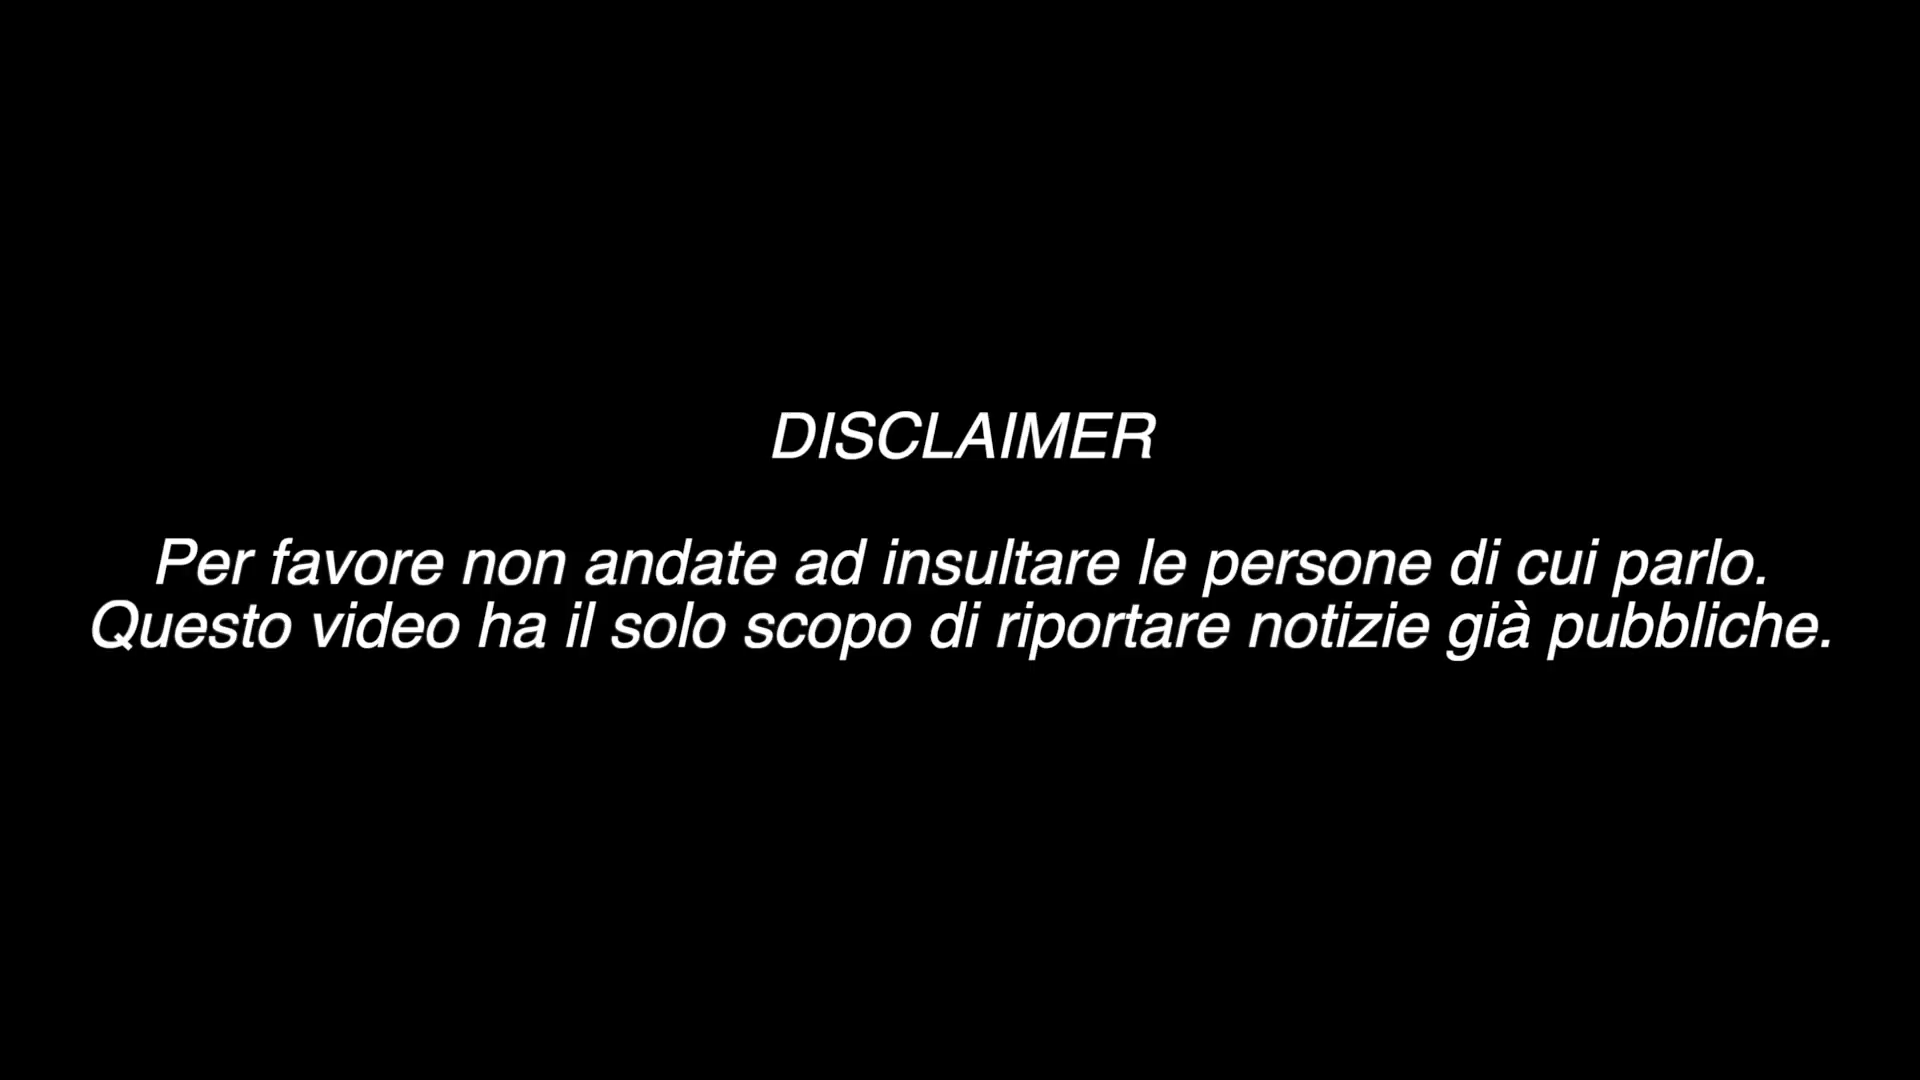 DISCLAIMER
Per favore non andate ad insultare le persone di cui parlo.
Questo video ha il solo scopo di riportare notizie già pubbliche.